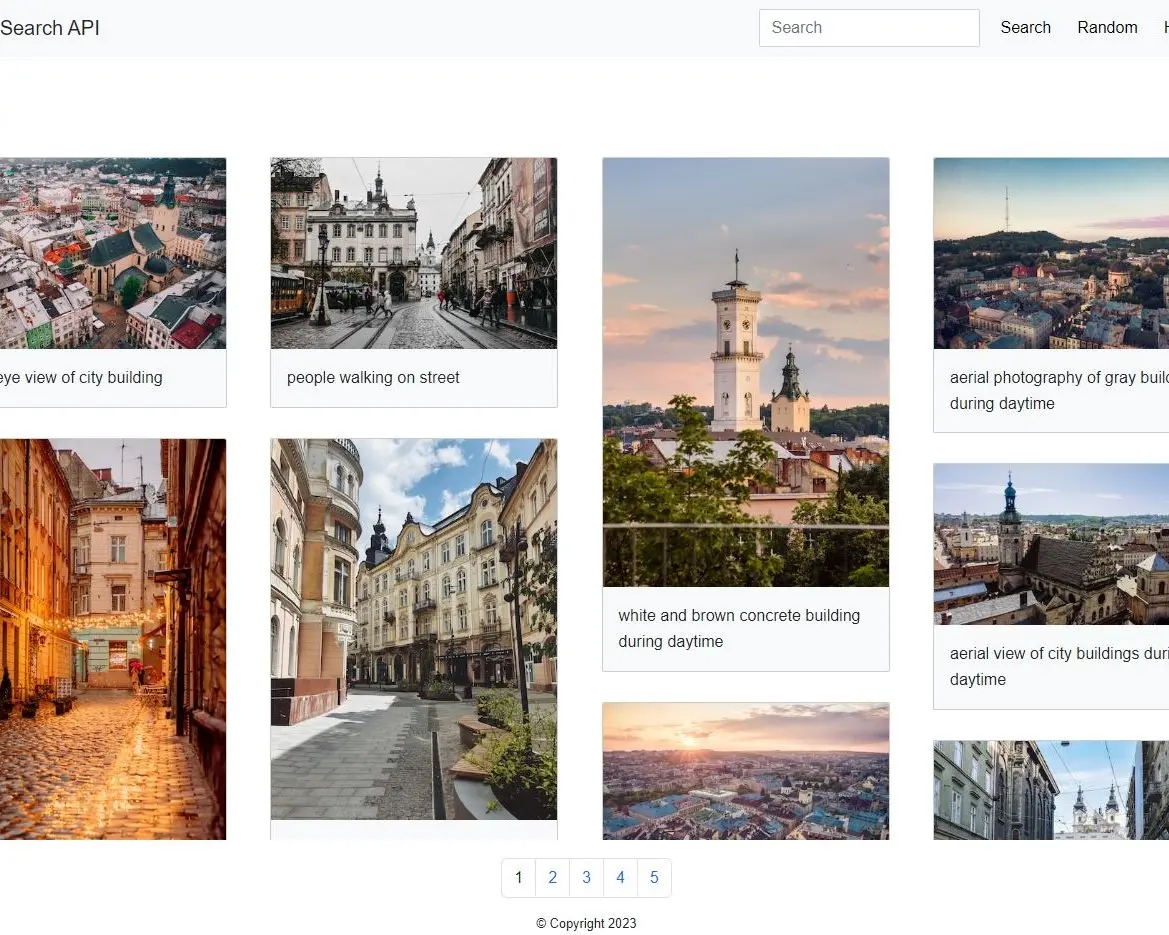 Search API
Search
Search
Random
eye view of city building
people walking on street
white and brown concrete building
during daytime
aerial photography of gray
during daytime
aerial view of city buildings
daytime
1
2
3
4
5
© Copyright 2023